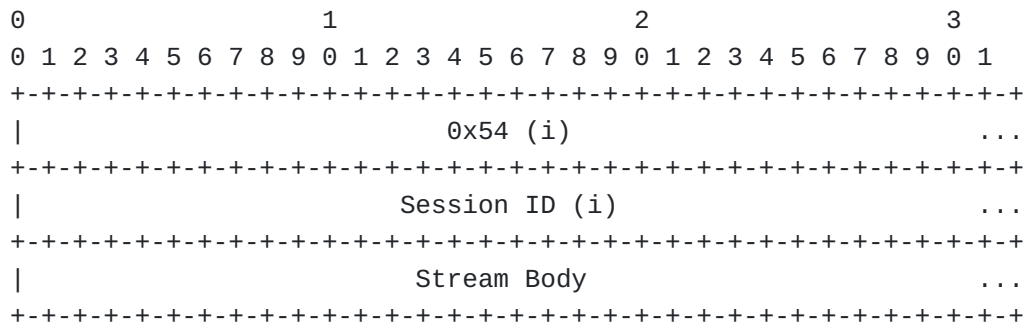 0                   1                   2                   3
0 1 2 3 4 5 6 7 8 9 0 1 2 3 4 5 6 7 8 9 0 1 2 3 4 5 6 7 8 9 0 1
+-+-+-+-+-+-+-+-+-+-+-+-+-+-+-+-+-+-+-+-+-+-+-+-+-+-+-+-+-+-+-+-+
|                           0x54 (i)                          ...
+-+-+-+-+-+-+-+-+-+-+-+-+-+-+-+-+-+-+-+-+-+-+-+-+-+-+-+-+-+-+-+-+
|                        Session ID (i)                       ...
+-+-+-+-+-+-+-+-+-+-+-+-+-+-+-+-+-+-+-+-+-+-+-+-+-+-+-+-+-+-+-+-+
|                         Stream Body                         ...
+-+-+-+-+-+-+-+-+-+-+-+-+-+-+-+-+-+-+-+-+-+-+-+-+-+-+-+-+-+-+-+-+